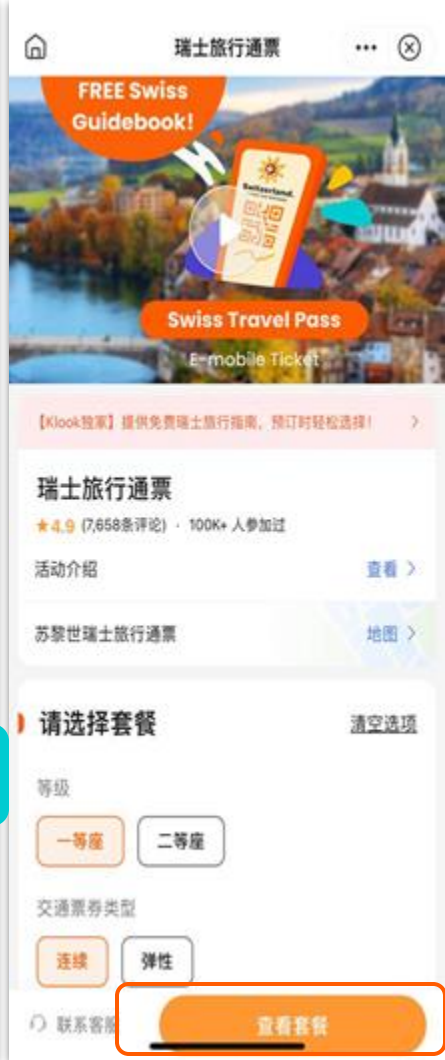 瑞士旅行通票
FREE Swiss
Guidebook!
Switzerland.
Swiss Travel Pass
E-mobile Ticket
【Klook独家】提供免费瑞士旅行指南，预订时轻松选择！
瑞士旅行通票
★4.9 (7,658条评论) · 100K+ 人参加过
活动介绍 查看 >
苏黎世瑞士旅行通票 地图 >
请选择套餐 清空选项
等级
一等座 二等座
交通票券类型
连续 弹性
联系客服 查看套餐